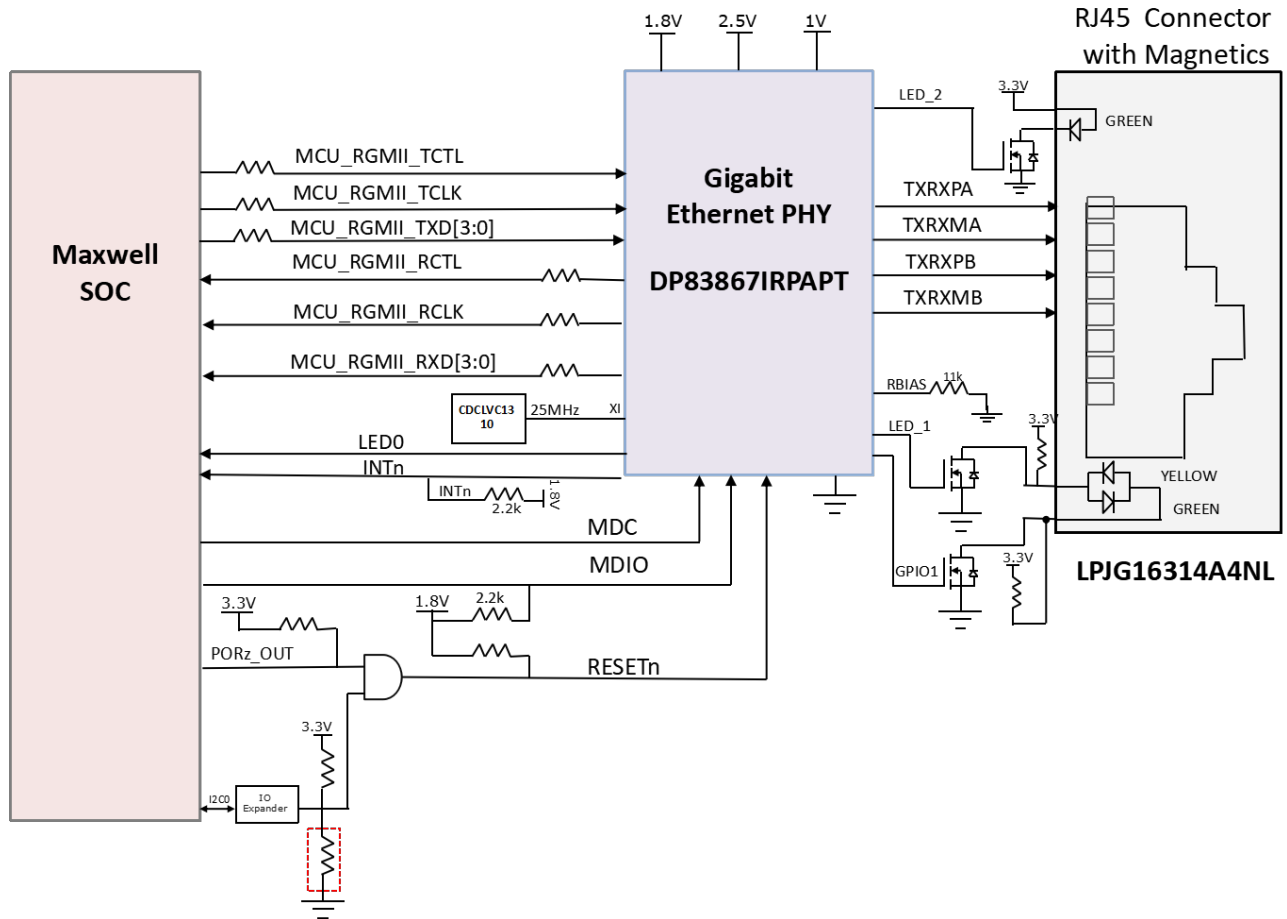 1.8V
2.5V
1V
RJ45 Connector
with Magnetics
LED_2
3.3V
GREEN
MCU_RGMII_TCTL
MCU_RGMII_TCLK
MCU_RGMII_TXD[3:0]
MCU_RGMII_RCTL
MCU_RGMII_RCLK
MCU_RGMII_RXD[3:0]
Maxwell
SOC
Gigabit
Ethernet PHY
DP83867IRPAPT
TXRXPA
TXRXMA
TXRXPB
TXRXMB
RBIAS
11k
CDCLVC13
10
25MHz
XI
LED0
INTn
INTn
2.2k
1.8V
LED_1
3.3V
YELLOW
GREEN
GPIO1
3.3V
LPJG16314A4NL
MDC
MDIO
3.3V
1.8V
2.2k
PORz_OUT
RESETn
3.3V
I2C0
IO
Expander